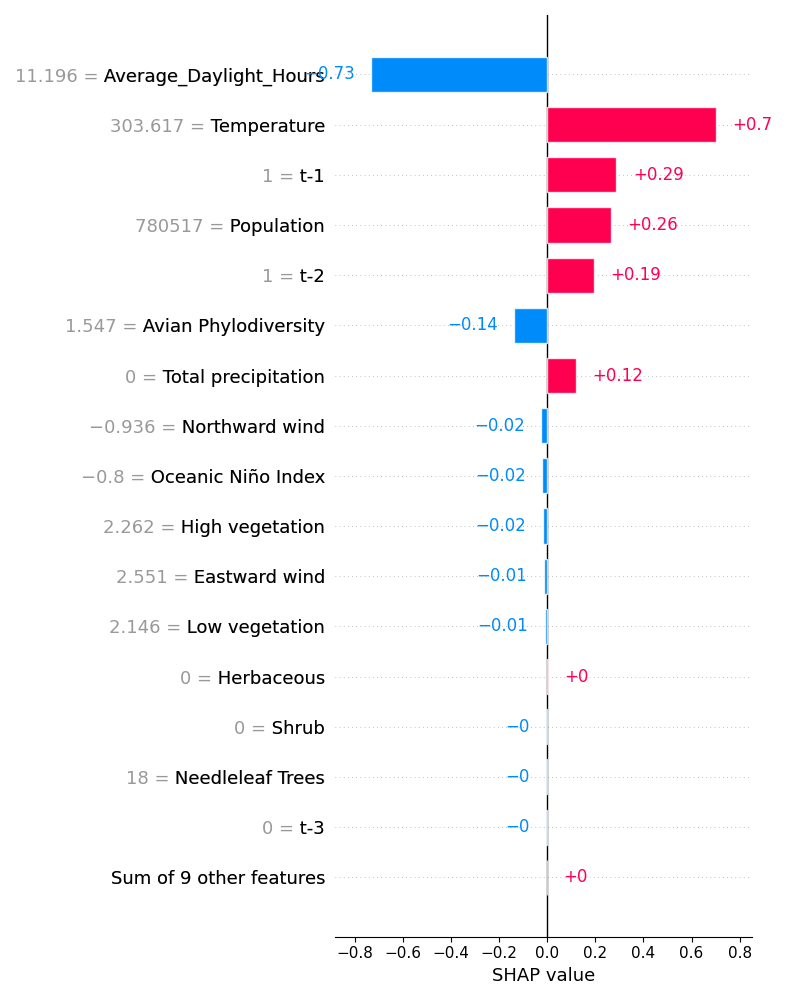 11.196 = Average_Daylight_Hours −0.73
303.617 = Temperature +0.7
1 = t-1 +0.29
780517 = Population +0.26
1 = t-2 +0.19
1.547 = Avian Phylodiversity −0.14
0 = Total precipitation +0.12
−0.936 = Northward wind −0.02
−0.8 = Oceanic Niño Index −0.02
2.262 = High vegetation −0.02
2.551 = Eastward wind −0.01
2.146 = Low vegetation −0.01
0 = Herbaceous +0
0 = Shrub −0
18 = Needleleaf Trees −0
0 = t-3 −0
Sum of 9 other features +0
−0.8 −0.6 −0.4 −0.2 0.0 0.2 0.4 0.6 0.8
SHAP value